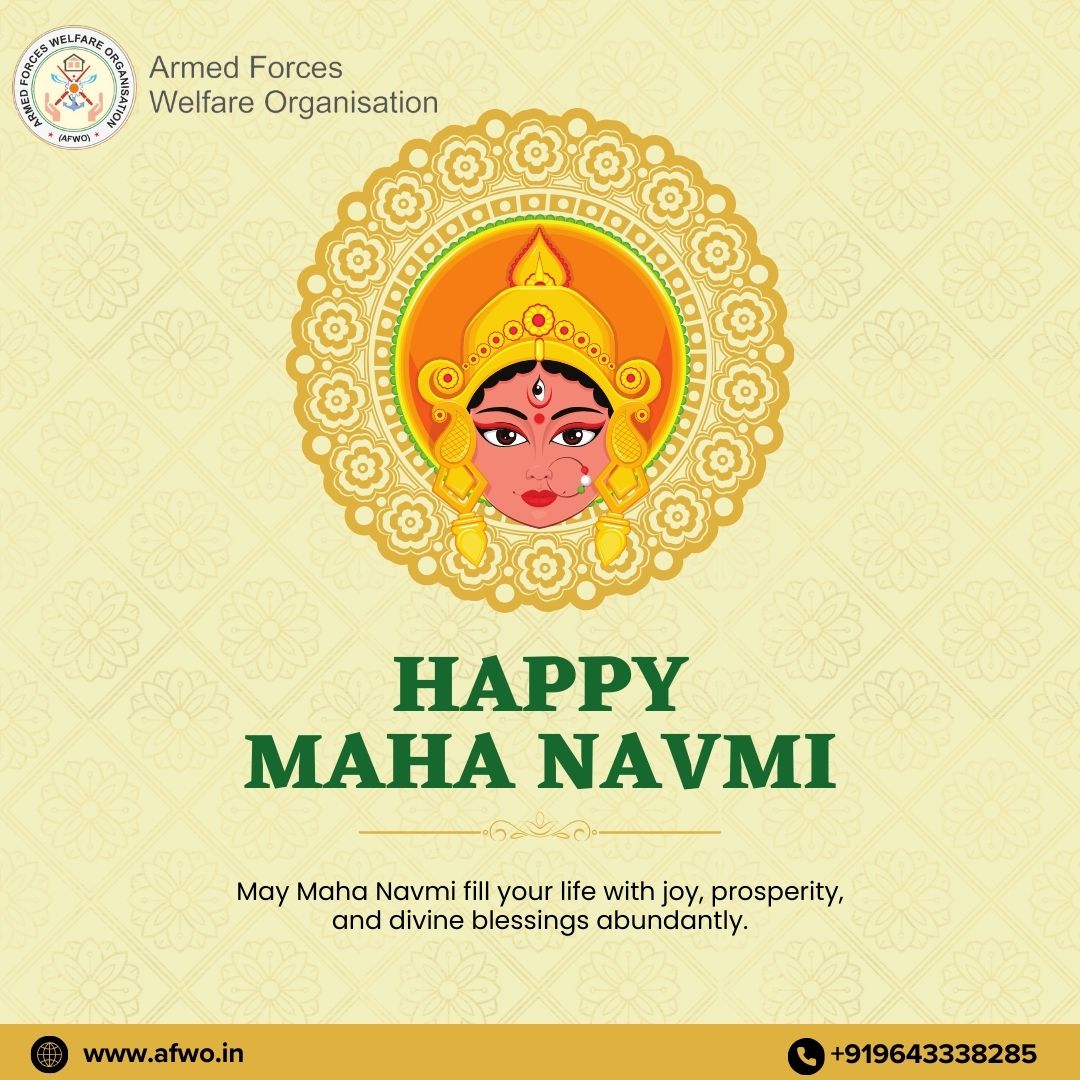 ARMED FORCES WELFARE ORGANISATION
(AFWO)
Armed Forces
Welfare Organisation
HAPPY
MAHA NAVMI
May Maha Navmi fill your life with joy, prosperity,
and divine blessings abundantly.
www.afwo.in
+919643338285